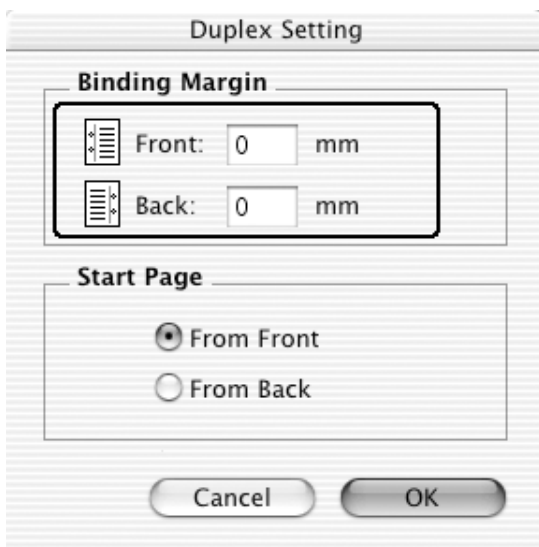 Duplex Setting
Binding Margin
Front: 0 mm
Back: 0 mm
Start Page
From Front
From Back
Cancel OK